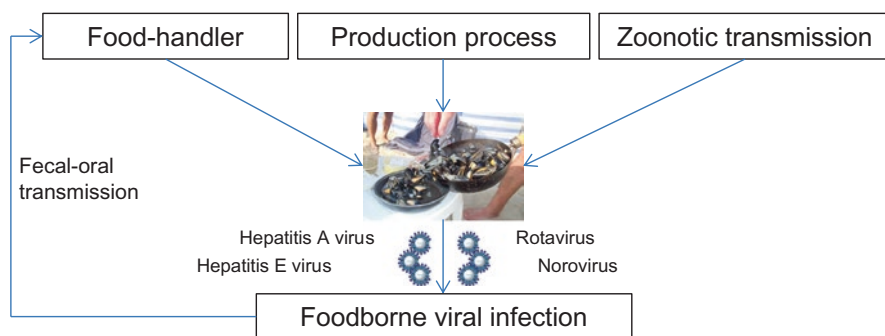 Food-handler
Production process
Zoonotic transmission
Fecal-oral
transmission
Hepatitis A virus
Rotavirus
Hepatitis E virus
Norovirus
Foodborne viral infection